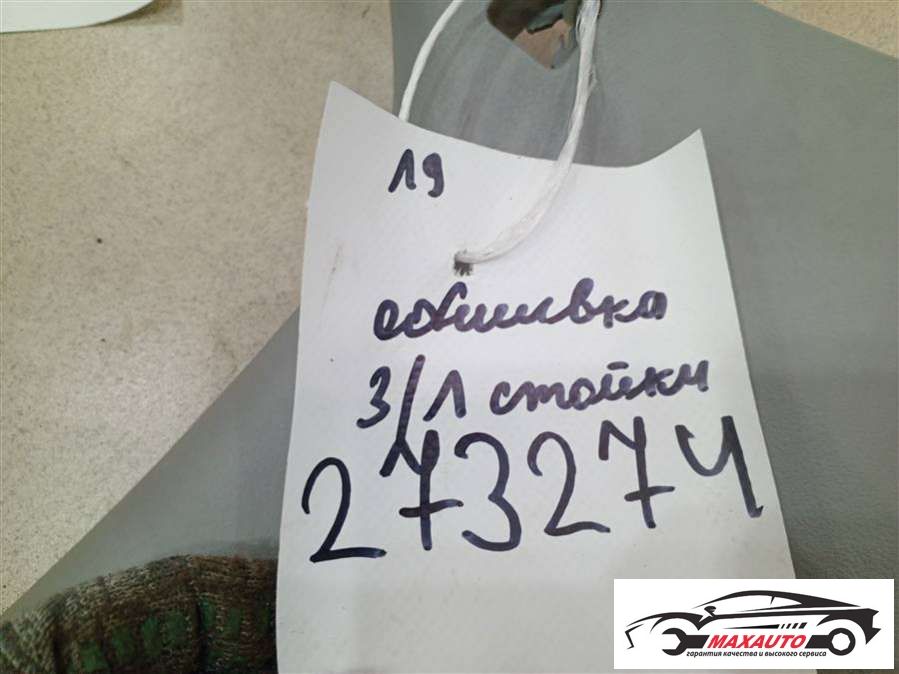 19
обшивка
3/Л стойки
273274
MAXAUTO
гарантия качества и высокого сервиса